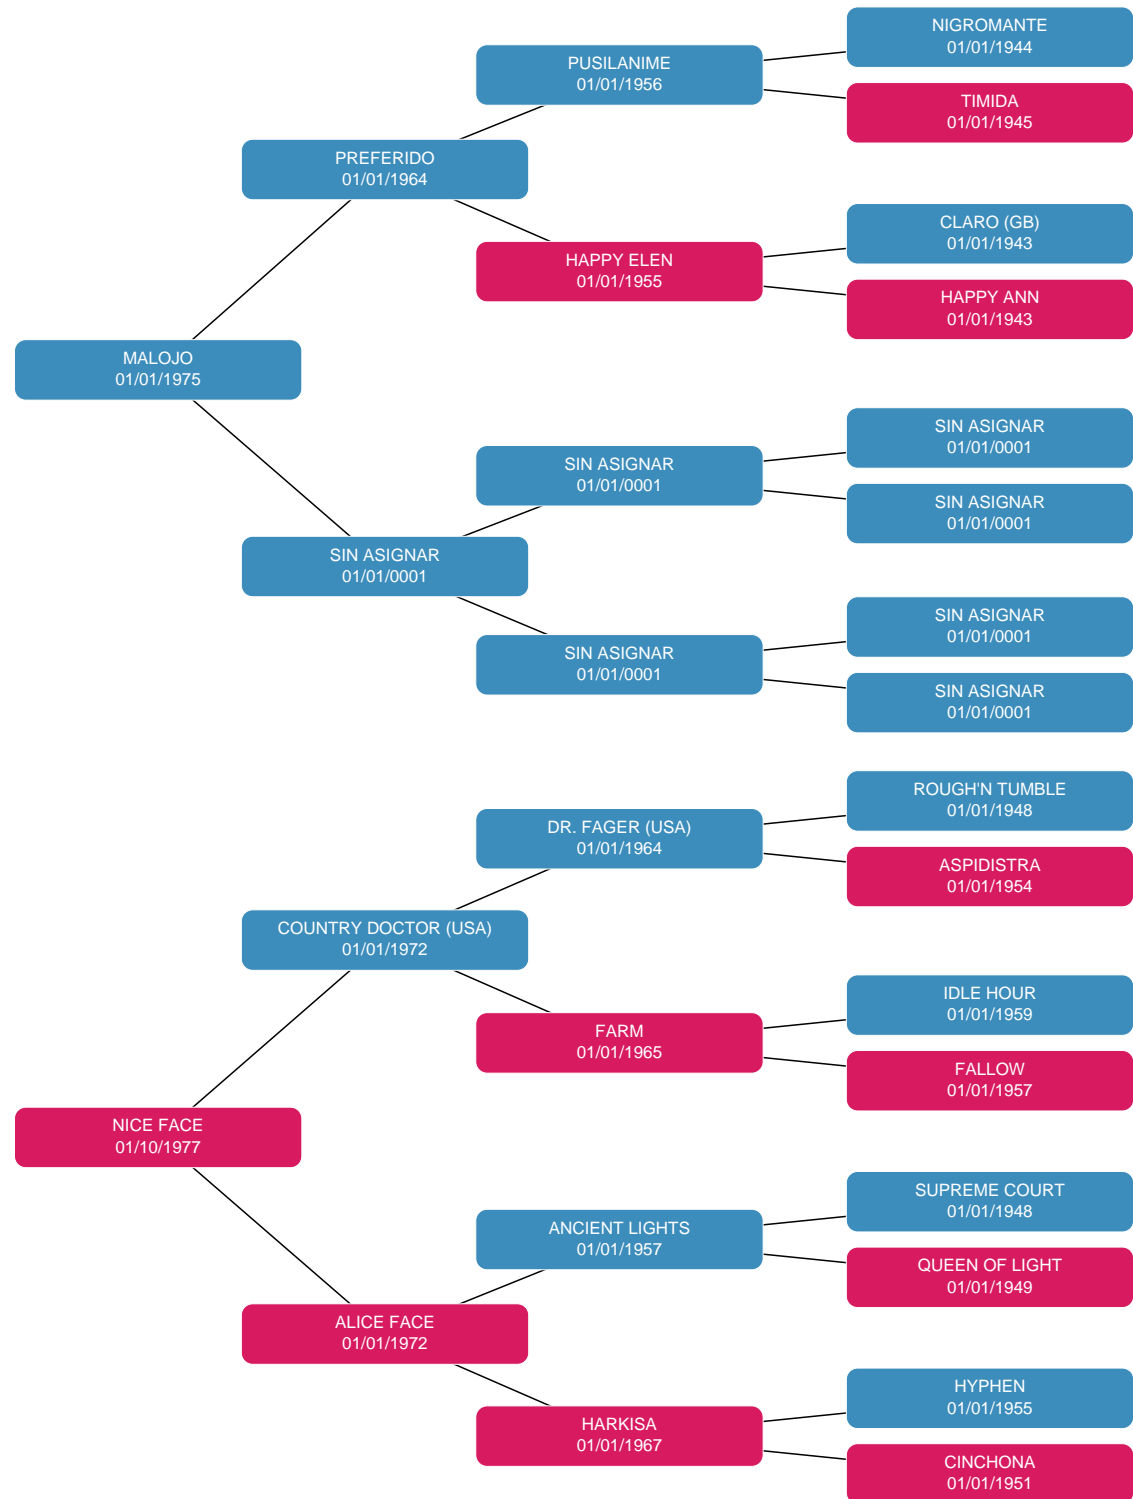 NIGROMANTE
01/01/1944
PUSILANIME
01/01/1956
TIMIDA
01/01/1945
PREFERIDO
01/01/1964
CLARO (GB)
01/01/1943
HAPPY ELEN
01/01/1955
HAPPY ANN
01/01/1943
MALOJO
01/01/1975
SIN ASIGNAR
01/01/0001
SIN ASIGNAR
01/01/0001
SIN ASIGNAR
01/01/0001
SIN ASIGNAR
01/01/0001
SIN ASIGNAR
01/01/0001
SIN ASIGNAR
01/01/0001
SIN ASIGNAR
01/01/0001
ROUGH'N TUMBLE
01/01/1948
DR. FAGER (USA)
01/01/1964
ASPIDISTRA
01/01/1954
COUNTRY DOCTOR (USA)
01/01/1972
IDLE HOUR
01/01/1959
FARM
01/01/1965
FALLOW
01/01/1957
NICE FACE
01/10/1977
SUPREME COURT
01/01/1948
ANCIENT LIGHTS
01/01/1957
QUEEN OF LIGHT
01/01/1949
ALICE FACE
01/01/1972
HYPHEN
01/01/1955
HARKISA
01/01/1967
CINCHONA
01/01/1951